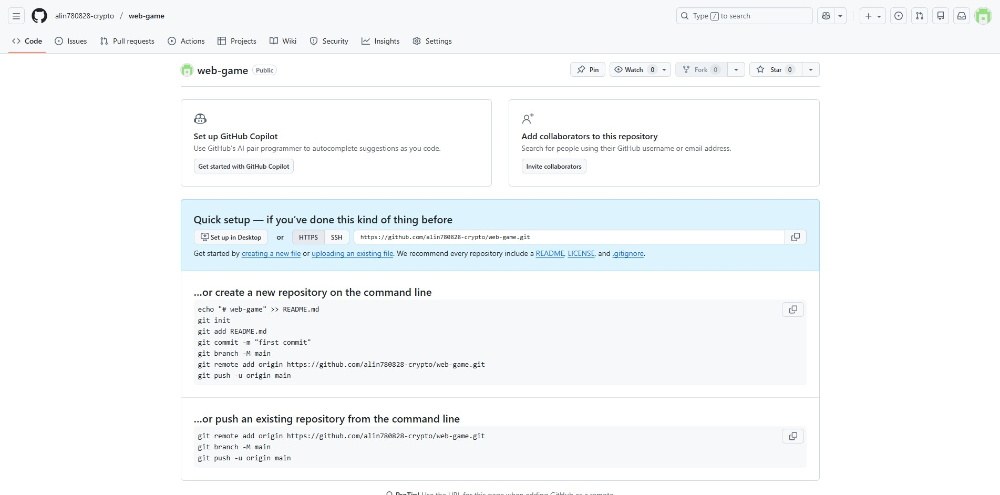 alin780828-crypto / web-game
Type / to search
Code
Issues
Pull requests
Actions
Projects
Wiki
Security
Insights
Settings
web-game Public
Pin
Watch 0
Fork 0
Star 0
Set up GitHub Copilot
Use GitHub's AI pair programmer to autocomplete suggestions as you code.
Get started with GitHub Copilot
Add collaborators to this repository
Search for people using their GitHub username or email address.
Invite collaborators
Quick setup — if you’ve done this kind of thing before
Set up in Desktop or HTTPS SSH https://github.com/alin780828-crypto/web-game.git
Get started by creating a new file or uploading an existing file. We recommend every repository include a README, LICENSE, and .gitignore.
…or create a new repository on the command line
echo "# web-game" >> README.md
git init
git add README.md
git commit -m "first commit"
git branch -M main
git remote add origin https://github.com/alin780828-crypto/web-game.git
git push -u origin main
…or push an existing repository from the command line
git remote add origin https://github.com/alin780828-crypto/web-game.git
git branch -M main
git push -u origin main
ProTip! Use the URL for this page when adding GitHub as a remote.